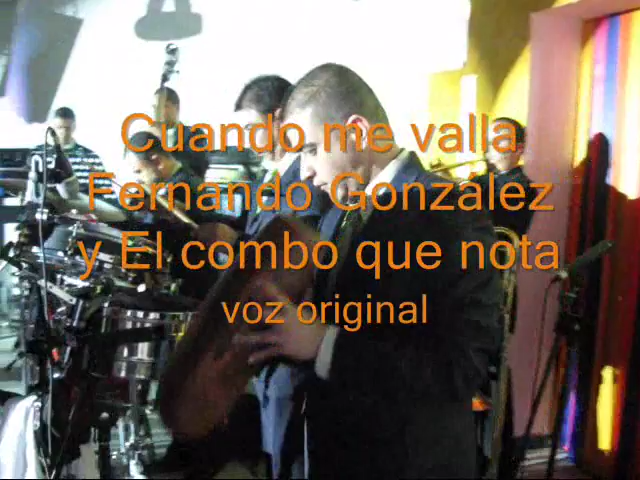 Cuando me valla
Fernando González
y El combo que nota
voz original